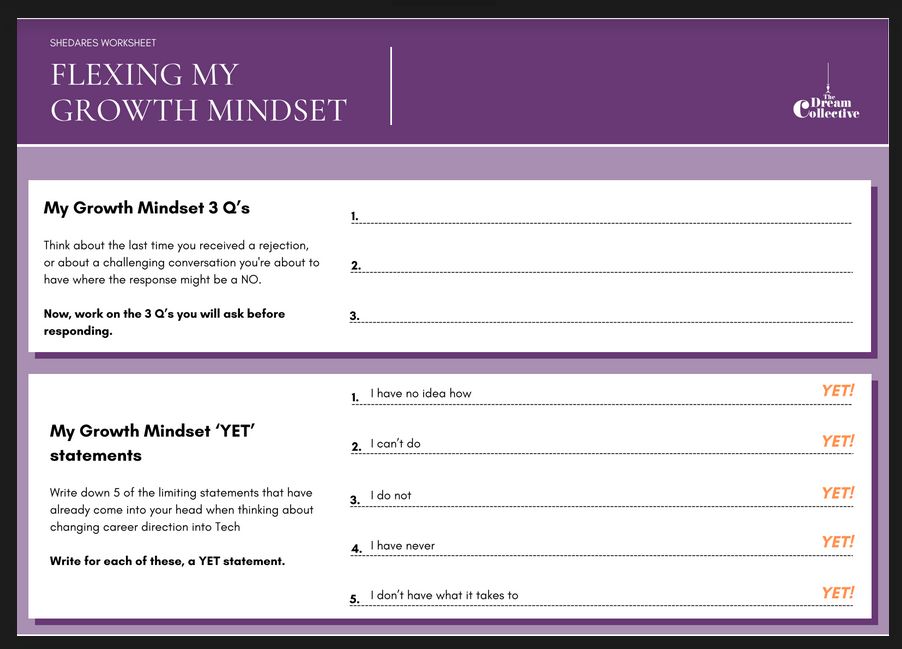 SHEDARES WORKSHEET
FLEXING MY
GROWTH MINDSET
The
Dream
Collective
My Growth Mindset 3 Q’s
Think about the last time you received a rejection,
or about a challenging conversation you're about to
have where the response might be a NO.
Now, work on the 3 Q’s you will ask before
responding.
1.
2.
3.
My Growth Mindset ‘YET’
statements
Write down 5 of the limiting statements that have
already come into your head when thinking about
changing career direction into Tech
Write for each of these, a YET statement.
1. I have no idea how YET!
2. I can’t do YET!
3. I do not YET!
4. I have never YET!
5. I don’t have what it takes to YET!